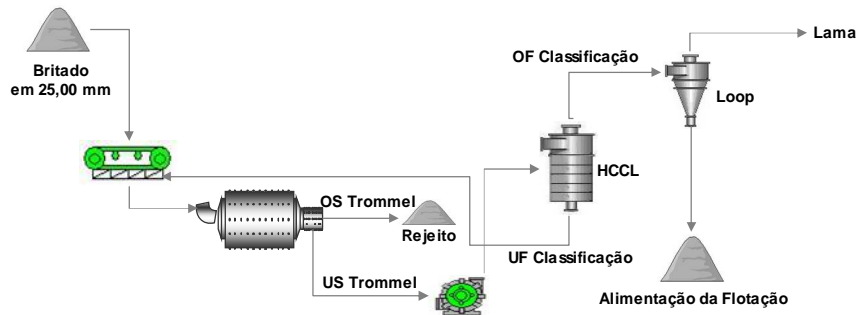 Britado
em 25,00 mm
OF Classificação
Lama
Loop
HCCL
OS Trommel
Rejeito
UF Classificação
US Trommel
Alimentação da Flotação